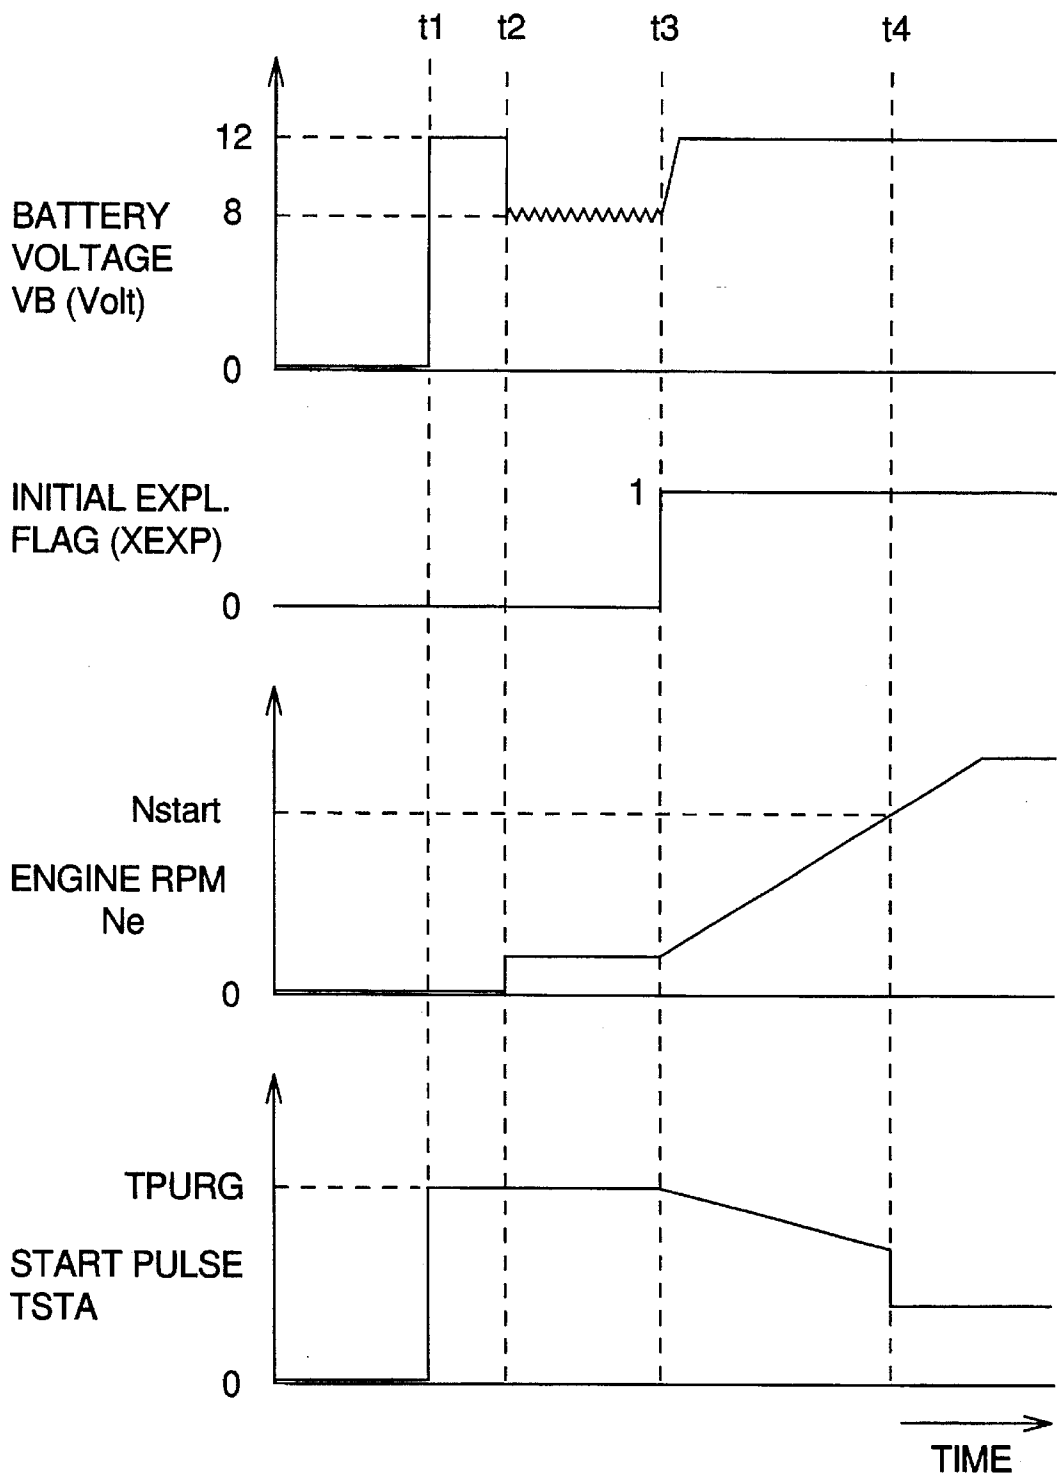 t1 t2 t3 t4
12
8
BATTERY
VOLTAGE
VB (Volt)
0
1
INITIAL EXPL.
FLAG (XEXP)
0
Nstart
ENGINE RPM
Ne
0
TPURG
START PULSE
TSTA
0
TIME